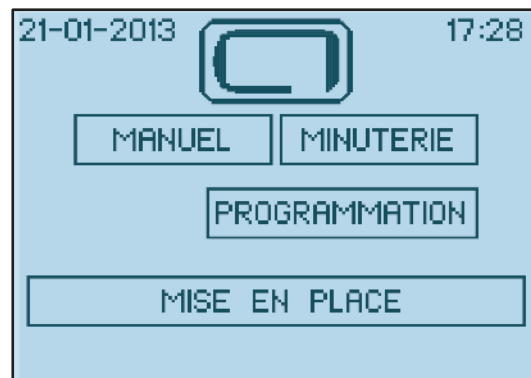 21-01-2013 17:28
MANUEL MINUTERIE
PROGRAMMATION
MISE EN PLACE